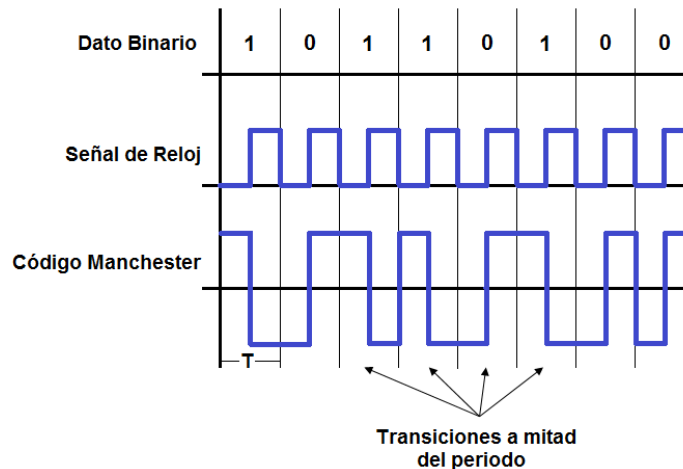 Dato Binario 1 0 1 1 0 1 0 0
Señal de Reloj
Código Manchester
T
Transiciones a mitad
del periodo